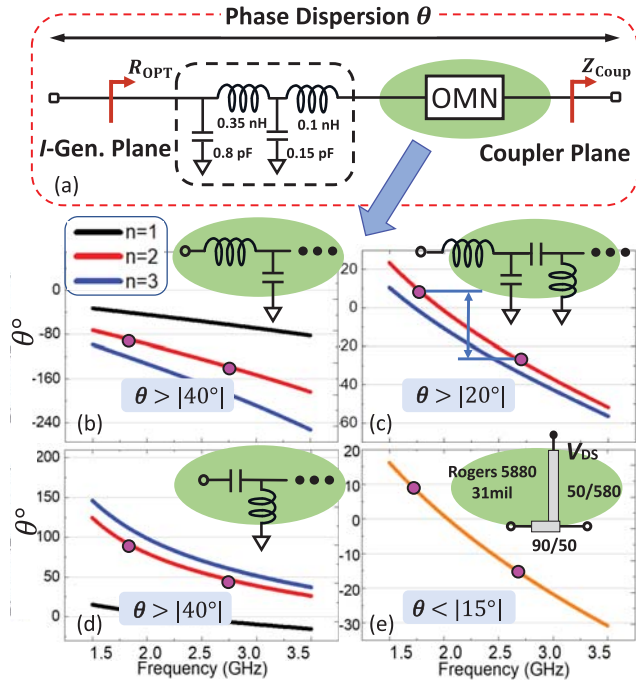 Phase Dispersion θ
R_OPT
Z_Coup
OMN
0.35 nH
0.1 nH
I-Gen. Plane
0.8 pF
0.15 pF
Coupler Plane
(a)
n=1
n=2
n=3
0
-80
-160
-240
θ°
θ > |40°|
(b)
20
0
-20
-40
-60
θ > |20°|
(c)
200
150
100
50
0
θ°
θ > |40°|
(d)
1.5 2.0 2.5 3.0 3.5
Frequency (GHz)
20
10
0
-10
-20
-30
V_DS
Rogers 5880
31mil
50/580
90/50
θ < |15°|
(e)
1.5 2.0 2.5 3.0 3.5
Frequency (GHz)